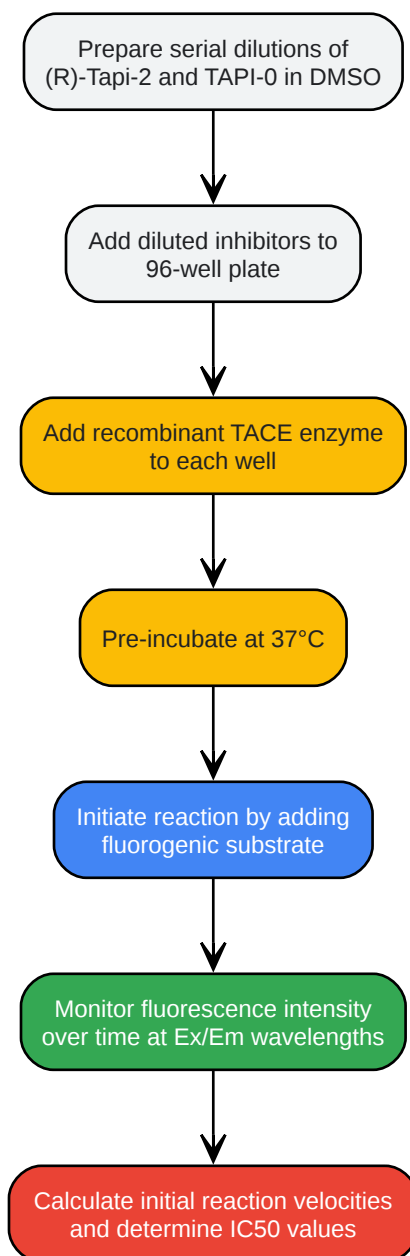 Prepare serial dilutions of
(R)-Tapi-2 and TAPI-0 in DMSO
Add diluted inhibitors to
96-well plate
Add recombinant TACE enzyme
to each well
Pre-incubate at 37°C
Initiate reaction by adding
fluorogenic substrate
Monitor fluorescence intensity
over time at Ex/Em wavelengths
Calculate initial reaction velocities
and determine IC50 values